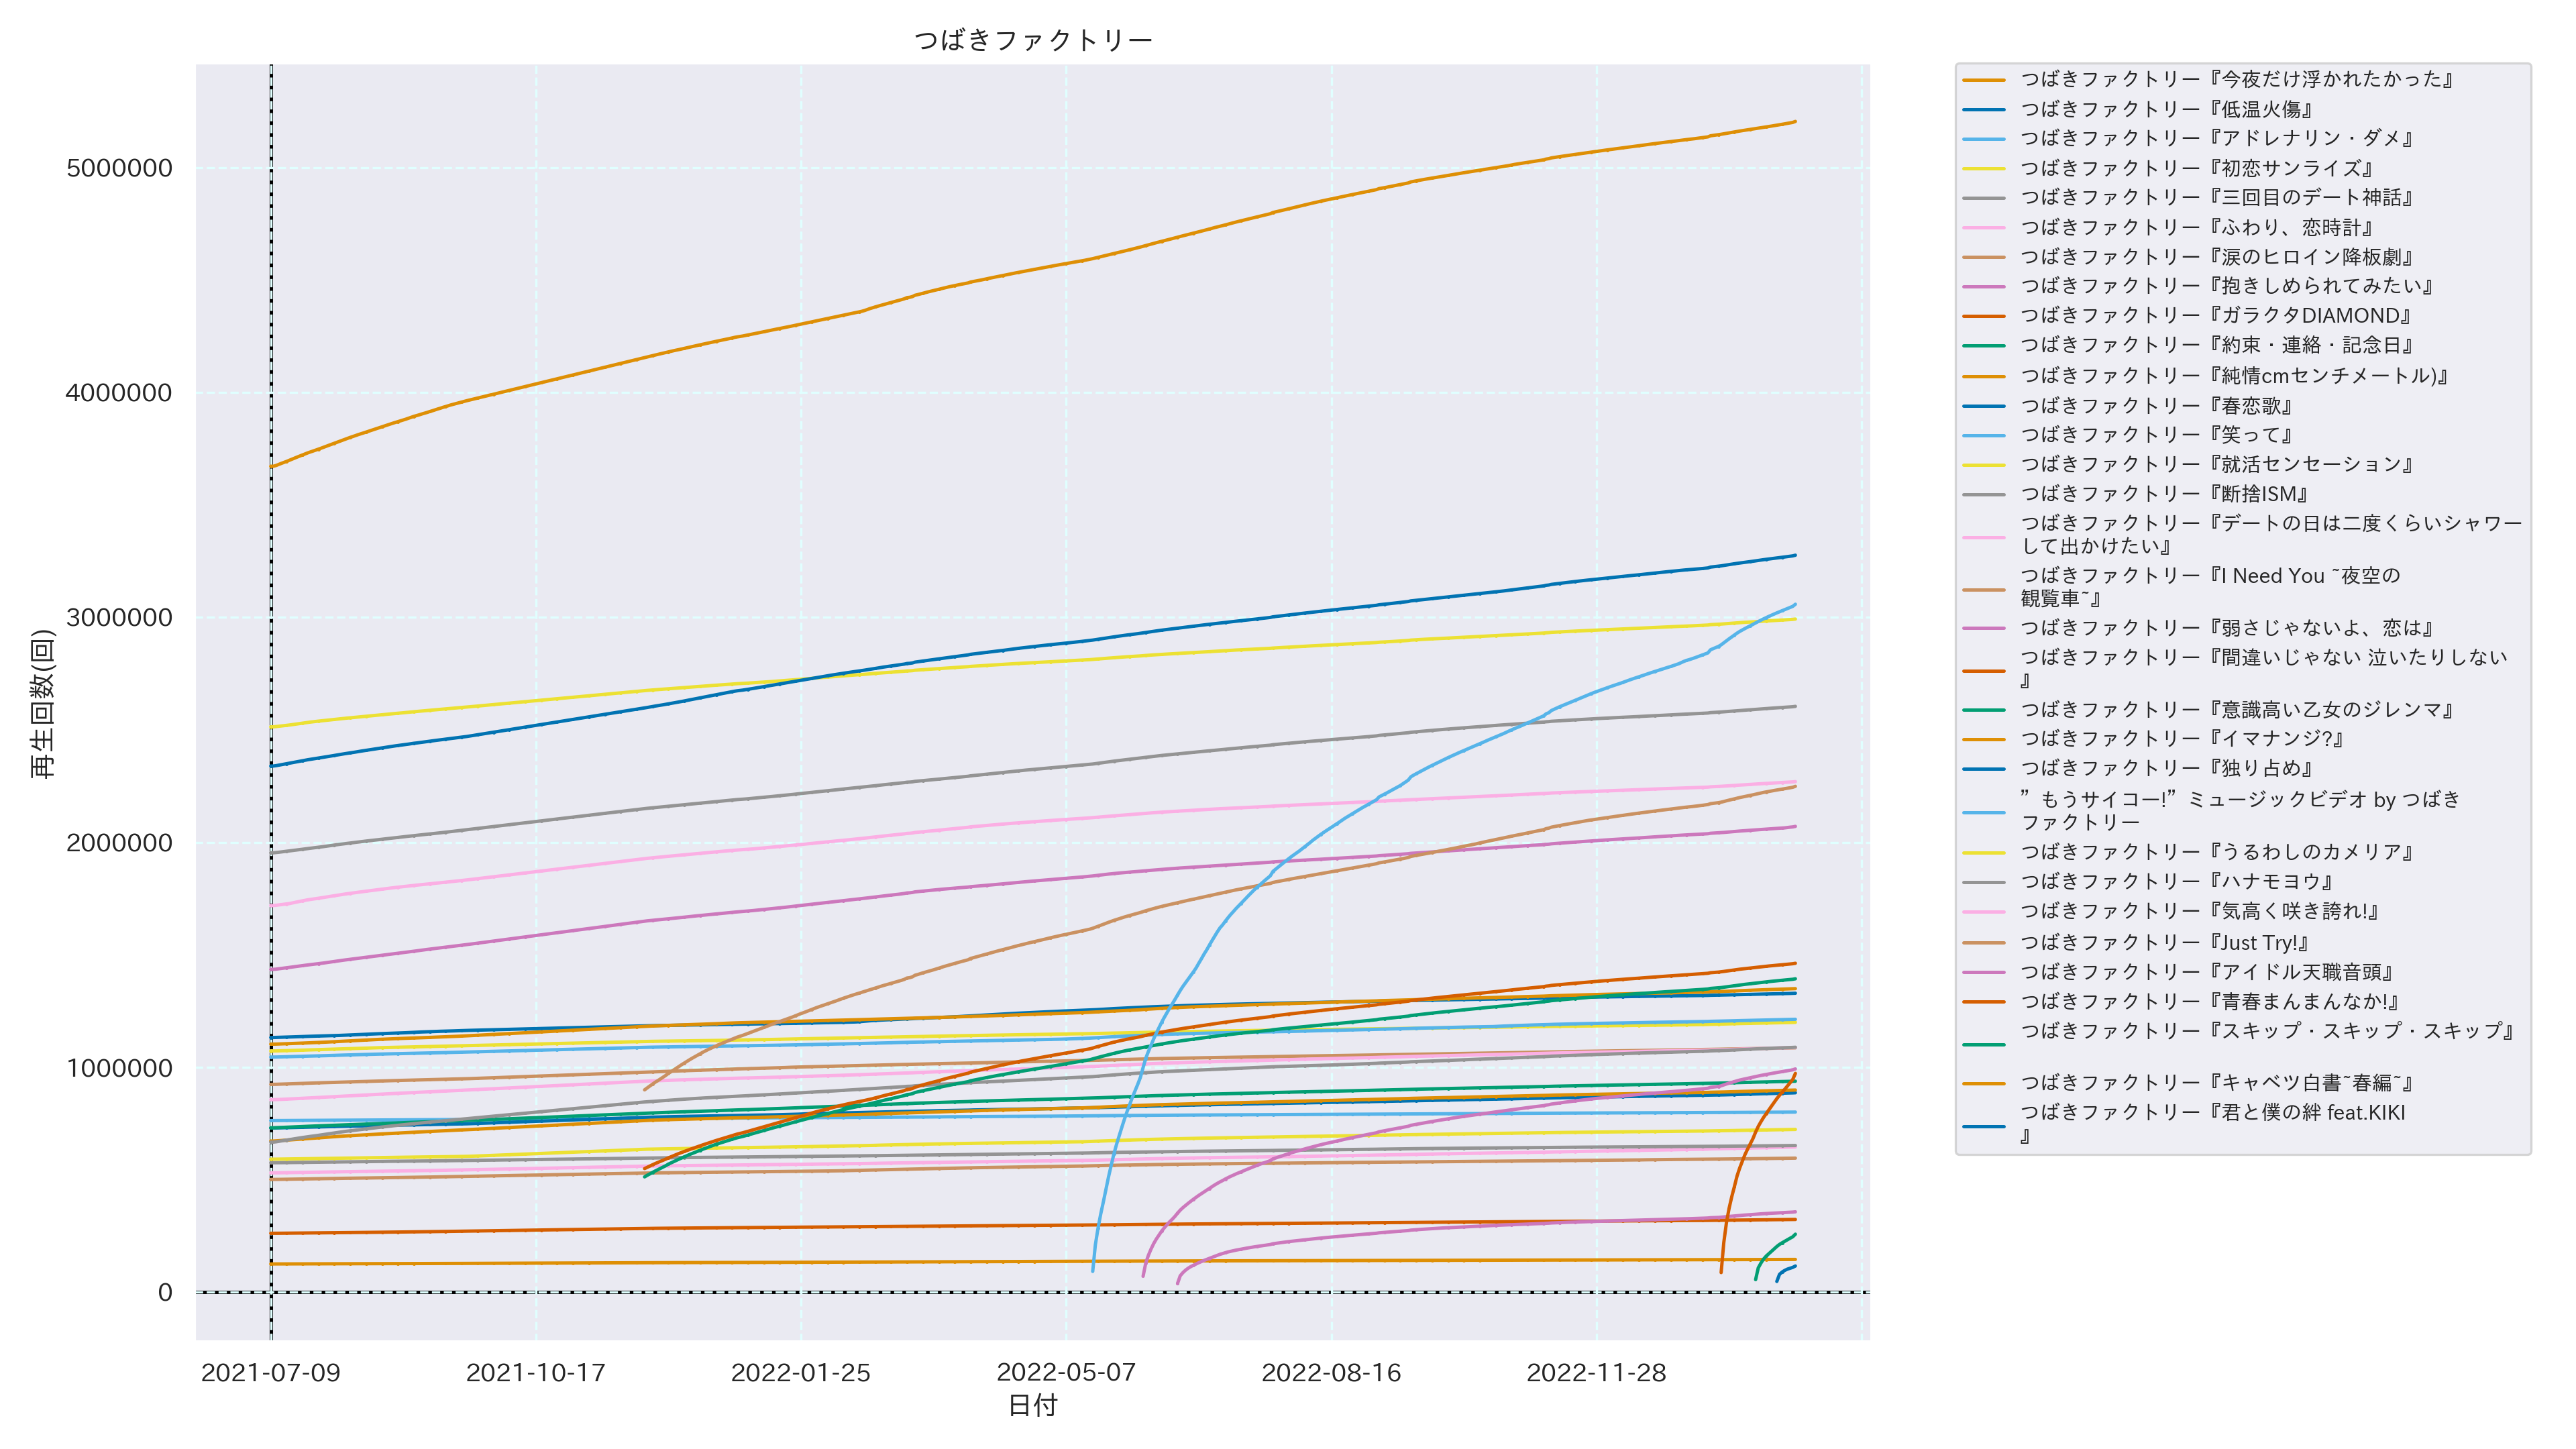 つばきファクトリー
5000000
4000000
3000000
2000000
1000000
0
再生回数(回)
2021-07-09
2021-10-17
2022-01-25
2022-05-07
2022-08-16
2022-11-28
日付
つばきファクトリー『今夜だけ浮かれたかった』
つばきファクトリー『低温火傷』
つばきファクトリー『アドレナリン・ダメ』
つばきファクトリー『初恋サンライズ』
つばきファクトリー『三回目のデート神話』
つばきファクトリー『ふわり、恋時計』
つばきファクトリー『涙のヒロイン降板劇』
つばきファクトリー『抱きしめられてみたい』
つばきファクトリー『ガラクタDIAMOND』
つばきファクトリー『約束・連絡・記念日』
つばきファクトリー『純情cmセンチメートル)』
つばきファクトリー『春恋歌』
つばきファクトリー『笑って』
つばきファクトリー『就活センセーション』
つばきファクトリー『断捨ISM』
つばきファクトリー『デートの日は二度くらいシャワー
して出かけたい』
つばきファクトリー『I Need You ~夜空の
観覧車~』
つばきファクトリー『弱さじゃないよ、恋は』
つばきファクトリー『間違いじゃない 泣いたりしない
』
つばきファクトリー『意識高い乙女のジレンマ』
つばきファクトリー『イマナンジ?』
つばきファクトリー『独り占め』
”もうサイコー!”ミュージックビデオ by つばき
ファクトリー
つばきファクトリー『うるわしのカメリア』
つばきファクトリー『ハナモヨウ』
つばきファクトリー『気高く咲き誇れ!』
つばきファクトリー『Just Try!』
つばきファクトリー『アイドル天職音頭』
つばきファクトリー『青春まんまんなか!』
つばきファクトリー『スキップ・スキップ・スキップ』
つばきファクトリー『キャベツ白書~春編~』
つばきファクトリー『君と僕の絆 feat.KIKI
』